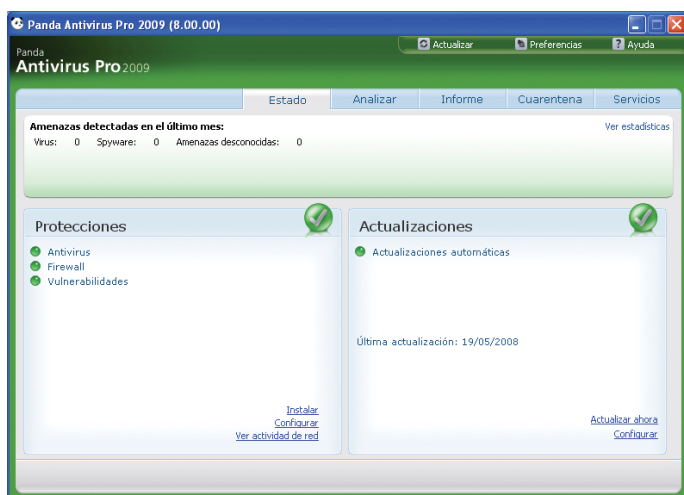 Panda Antivirus Pro 2009 (8.00.00)
Actualizar Preferencias ? Ayuda
Panda
Antivirus Pro 2009
Estado Analizar Informe Cuarentena Servicios
Amenazas detectadas en el último mes: Ver estadísticas
Virus: 0 Spyware: 0 Amenazas desconocidas: 0
Protecciones
Antivirus
Firewall
Vulnerabilidades
Instalar
Configurar
Ver actividad de red
Actualizaciones
Actualizaciones automáticas
Última actualización: 19/05/2008
Actualizar ahora
Configurar